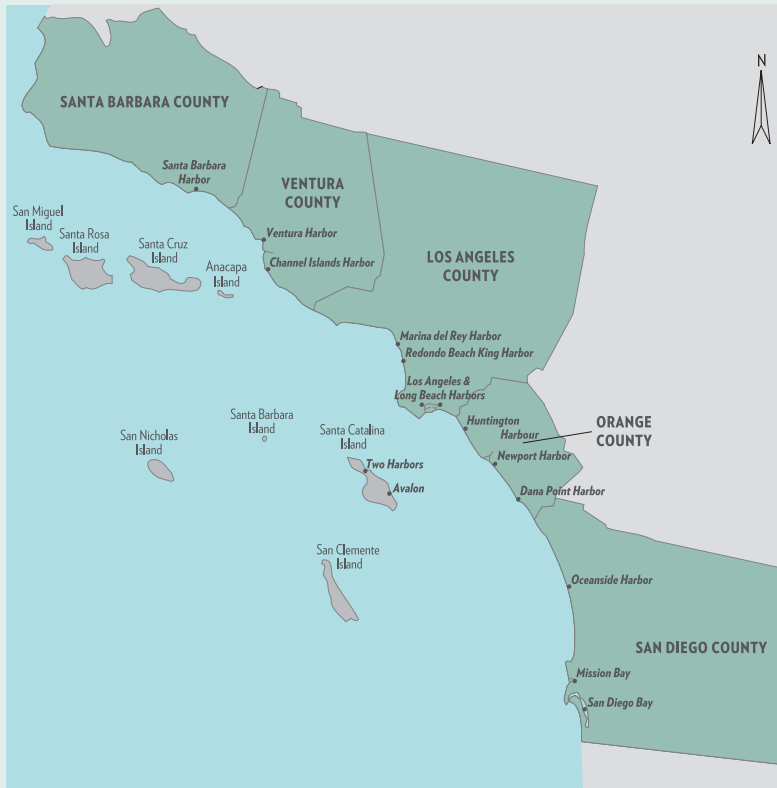 N
SANTA BARBARA COUNTY
Santa Barbara
Harbor
VENTURA
COUNTY
San Miguel
Island
Santa Rosa
Island
Santa Cruz
Island
Anacapa
Island
Ventura Harbor
Channel Islands Harbor
LOS ANGELES
COUNTY
Marina del Rey Harbor
Redondo Beach King Harbor
Los Angeles &
Long Beach Harbors
Santa Barbara
Island
San Nicholas
Island
Santa Catalina
Island
Two Harbors
Avalon
Huntington
Harbour
ORANGE
COUNTY
Newport Harbor
Dana Point Harbor
San Clemente
Island
Oceanside Harbor
SAN DIEGO COUNTY
Mission Bay
San Diego Bay